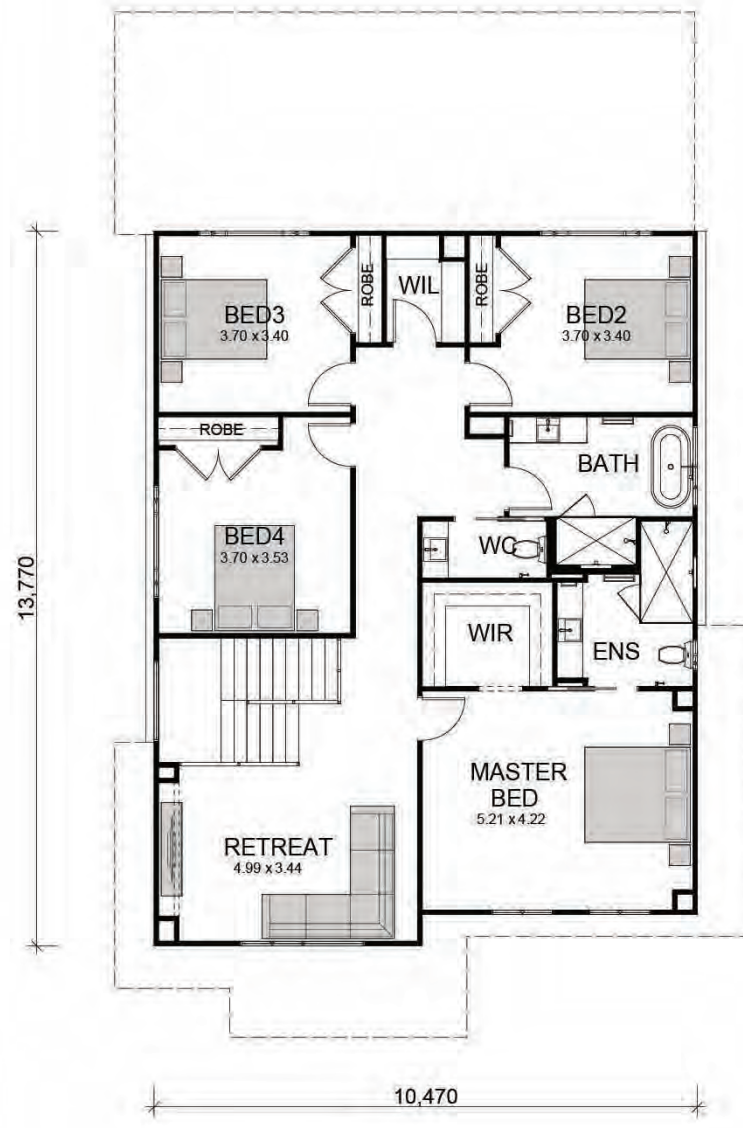 BED3
3.70 x 3.40
ROBE
WIL
ROBE
BED2
3.70 x 3.40
ROBE
BATH
BED4
3.70 x 3.53
WC
13,770
WIR
ENS
MASTER
BED
5.21 x 4.22
RETREAT
4.99 x 3.44
10,470